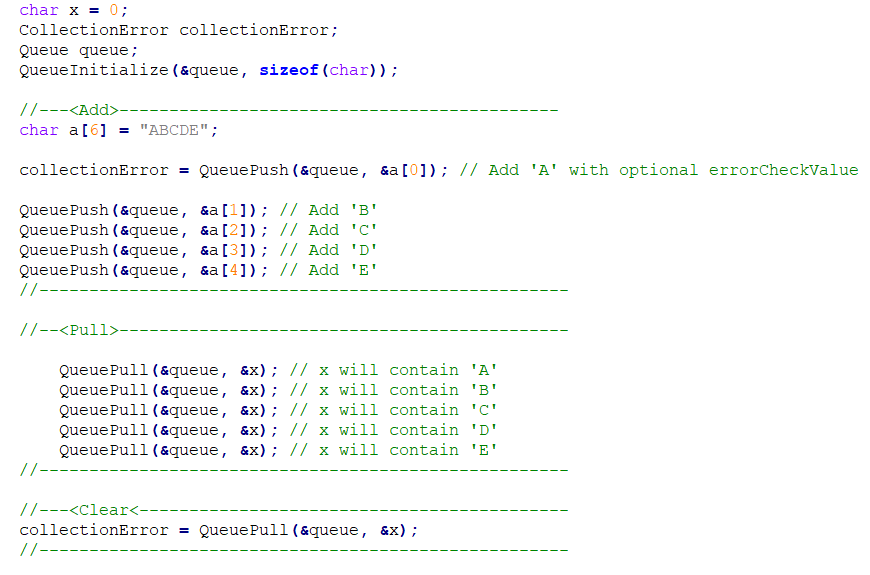 char x = 0;
CollectionError collectionError;
Queue queue;
QueueInitialize(&queue, sizeof(char));
//---<Add>--------------------------------------------
char a[6] = "ABCDE";
collectionError = QueuePush(&queue, &a[0]); // Add 'A' with optional errorCheckValue
QueuePush(&queue, &a[1]); // Add 'B'
QueuePush(&queue, &a[2]); // Add 'C'
QueuePush(&queue, &a[3]); // Add 'D'
QueuePush(&queue, &a[4]); // Add 'E'
//-----------------------------------------------------
//--<Pull>---------------------------------------------
QueuePull(&queue, &x); // x will contain 'A'
QueuePull(&queue, &x); // x will contain 'B'
QueuePull(&queue, &x); // x will contain 'C'
QueuePull(&queue, &x); // x will contain 'D'
QueuePull(&queue, &x); // x will contain 'E'
//-----------------------------------------------------
//---<Clear<-------------------------------------------
collectionError = QueuePull(&queue, &x);
//-----------------------------------------------------